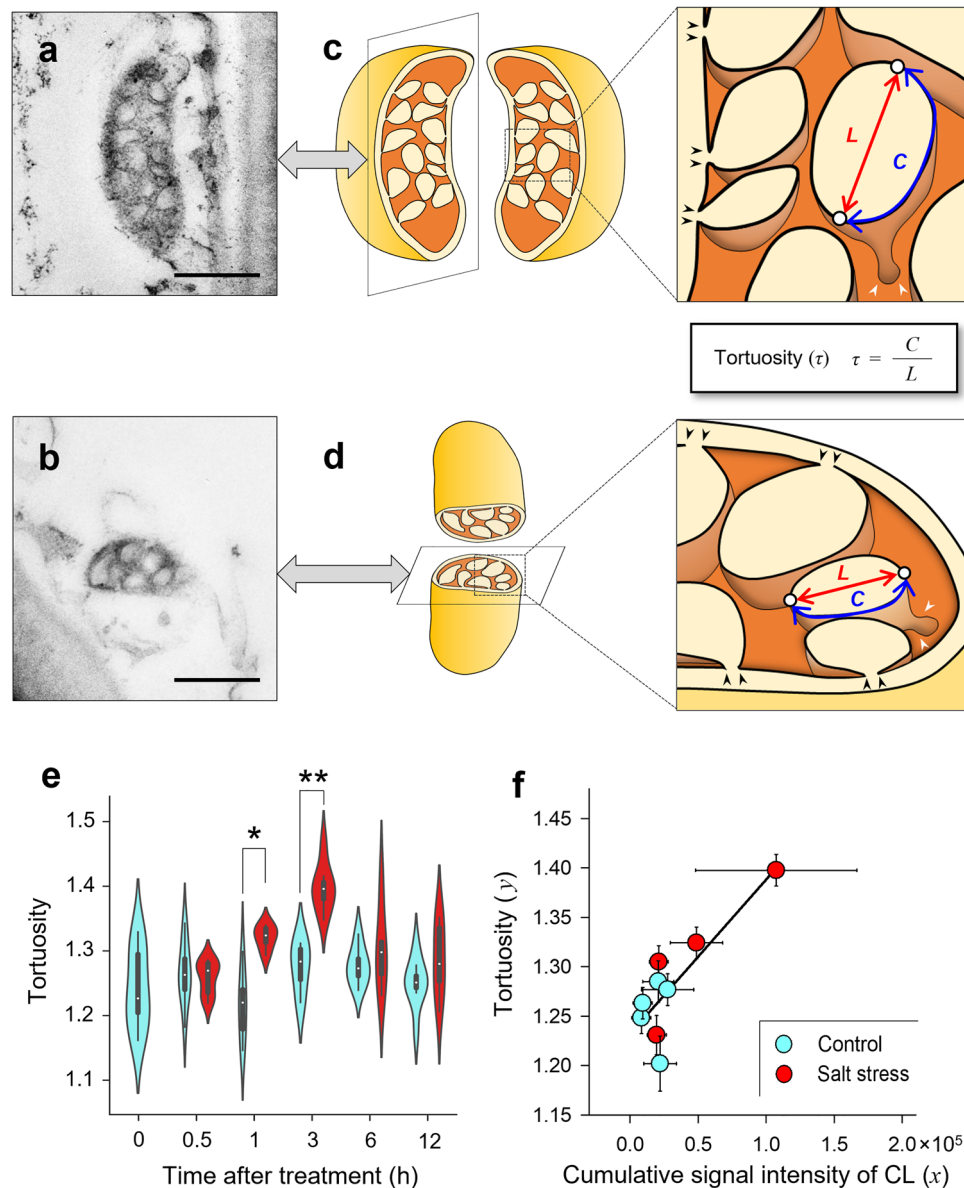 a
c
L
C
Tortuosity (τ) τ = C
L
b
d
L
C
e
Tortuosity
1.5
1.4
1.3
1.2
1.1
*
**
0 0.5 1 3 6 12
Time after treatment (h)
f
Tortuosity (y)
1.45
1.40
1.35
1.30
1.25
1.20
1.15
Control
Salt stress
0.0 0.5 1.0 1.5 2.0 ×10⁵
Cumulative signal intensity of CL (x)